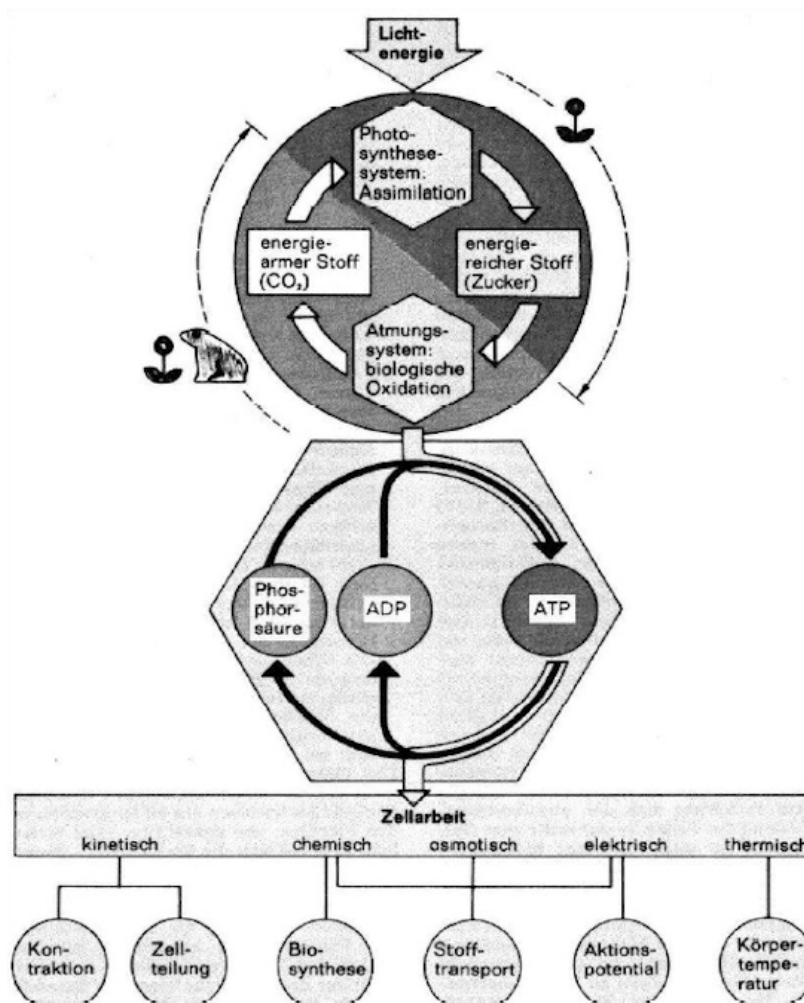 Licht-
energie
Photo-
synthese-
system:
Assimilation
energie-
armer Stoff
(CO₂)
energie-
reicher Stoff
(Zucker)
Atmungs-
system:
biologische
Oxidation
Phos-
phor-
säure
ADP
ATP
Zellarbeit
kinetisch chemisch osmotisch elektrisch thermisch
Kon-
traktion
Zell-
teilung
Bio-
synthese
Stoff-
transport
Aktions-
potential
Körper-
tempe-
ratur